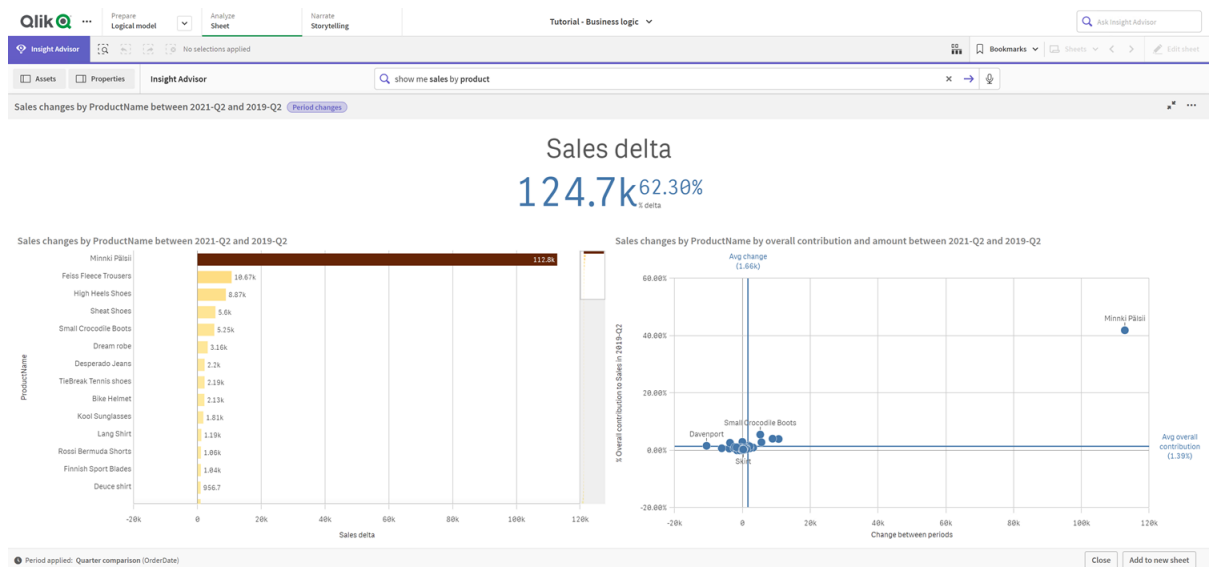 Qlik
Prepare
Logical model
Analyze
Sheet
Narrate
Storytelling
Tutorial - Business logic
Ask Insight Advisor
Insight Advisor
No selections applied
Bookmarks
Sheets
Edit sheet
Assets
Properties
Insight Advisor
show me sales by product
Sales changes by ProductName between 2021-Q2 and 2019-Q2
Period changes
Sales delta
124.7k
62.30%
% delta
Sales changes by ProductName between 2021-Q2 and 2019-Q2
ProductName
Minnki Pälsii 112.8k
Feiss Fleece Trousers 10.67k
High Heels Shoes 8.87k
Sheat Shoes 5.6k
Small Crocodile Boots 5.25k
Dream robe 3.16k
Desperado Jeans 2.2k
TieBreak Tennis shoes 2.19k
Bike Helmet 2.13k
Kool Sunglasses 1.81k
Lang Shirt 1.19k
Rossi Bermuda Shorts 1.06k
Finnish Sport Blades 1.04k
Deuce shirt 956.7
-20k 0 20k 40k 60k 80k 100k 120k
Sales delta
Sales changes by ProductName by overall contribution and amount between 2021-Q2 and 2019-Q2
Avg change
(1.66k)
% Overall contribution to Sales in 2019-Q2
60.00%
40.00%
20.00%
0.00%
-20.00%
Minnki Pälsii
Small Crocodile Boots
Davenport
Skirt
Avg overall
contribution
(1.39%)
-20k 0 20k 40k 60k 80k 100k 120k
Change between periods
Period applied: Quarter comparison (OrderDate)
Close
Add to new sheet